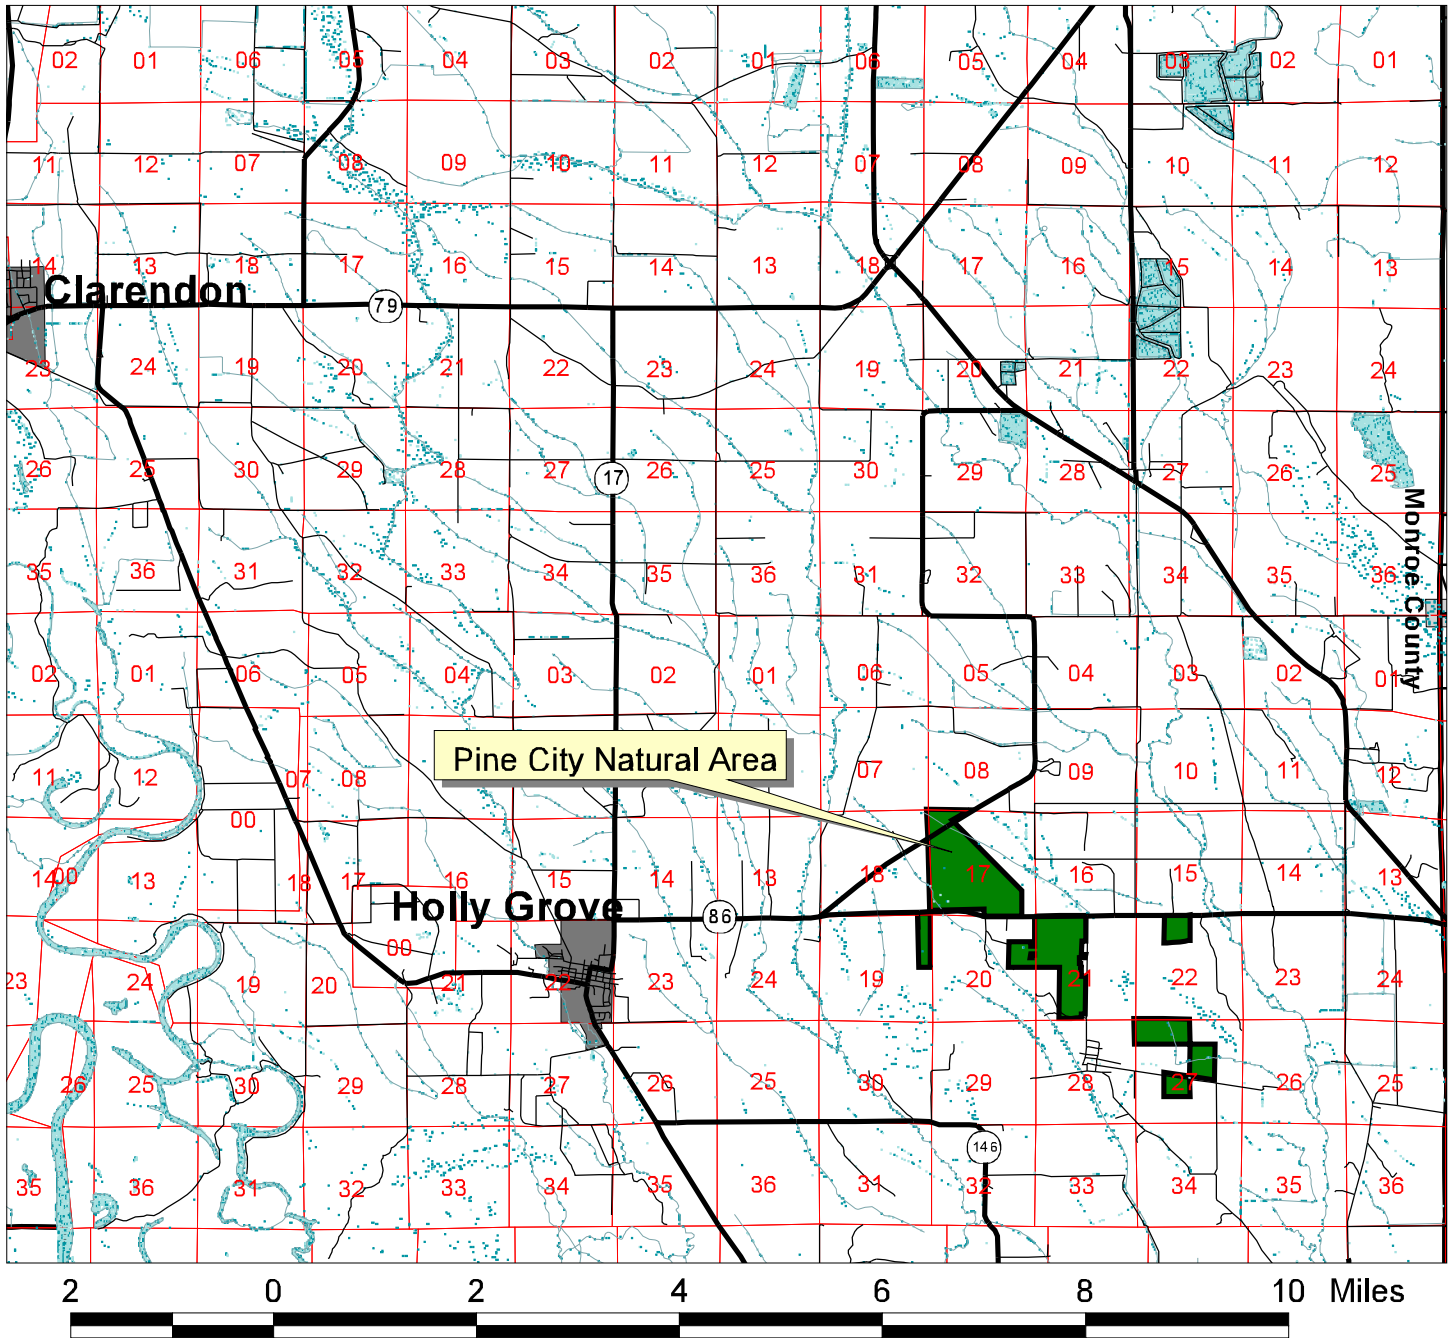 02 01 06 05 04 03 02 01 06 05 04 03 02 01
11 12 07 08 09 10 11 12 07 08 09 10 11 12
14 13 18 17 16 15 14 13 18 17 16 15 14 13
Clarendon
79
23 24 19 20 21 22 23 24 19 20 21 22 23 24
26 25 30 29 28 27 26 25 30 29 28 27 26 25
17
Monroe County
35 36 31 32 33 34 35 36 31 32 33 34 35 36
02 01 06 05 04 03 02 01 06 05 04 03 02 01
Pine City Natural Area
11 12 07 08 07 08 09 10 11 12
00
14 00 13 18 17 16 15 14 13 18 17 16 15 14 13
Holly Grove
86
00
23 24 19 20 21 22 23 24 19 20 21 22 23 24
26 25 30 29 28 27 26 25 30 29 28 27 26 25
146
35 36 31 32 33 34 35 36 31 32 33 34 35 36
2 0 2 4 6 8 10 Miles